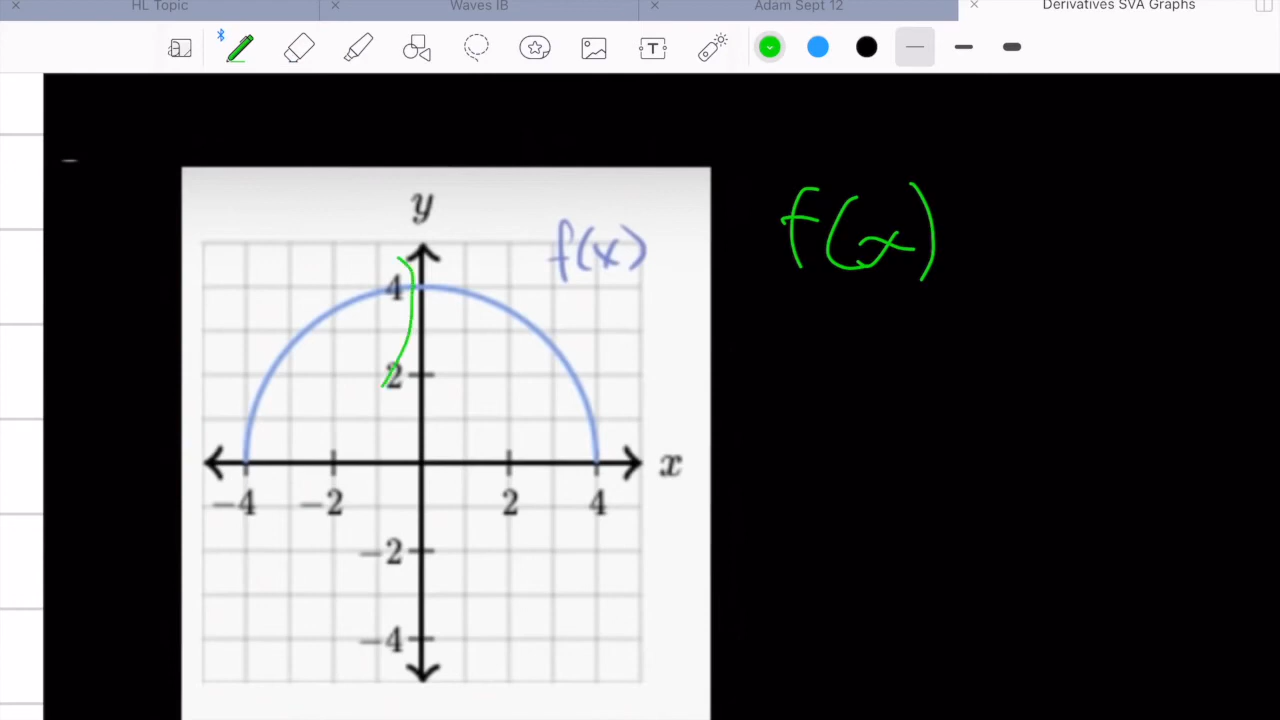 HL Topic Waves IB Adam Sept 12 Derivatives SVA Graphs
T
y
f(x)
f(x)
4
2
x
-4 -2 2 4
-2
-4